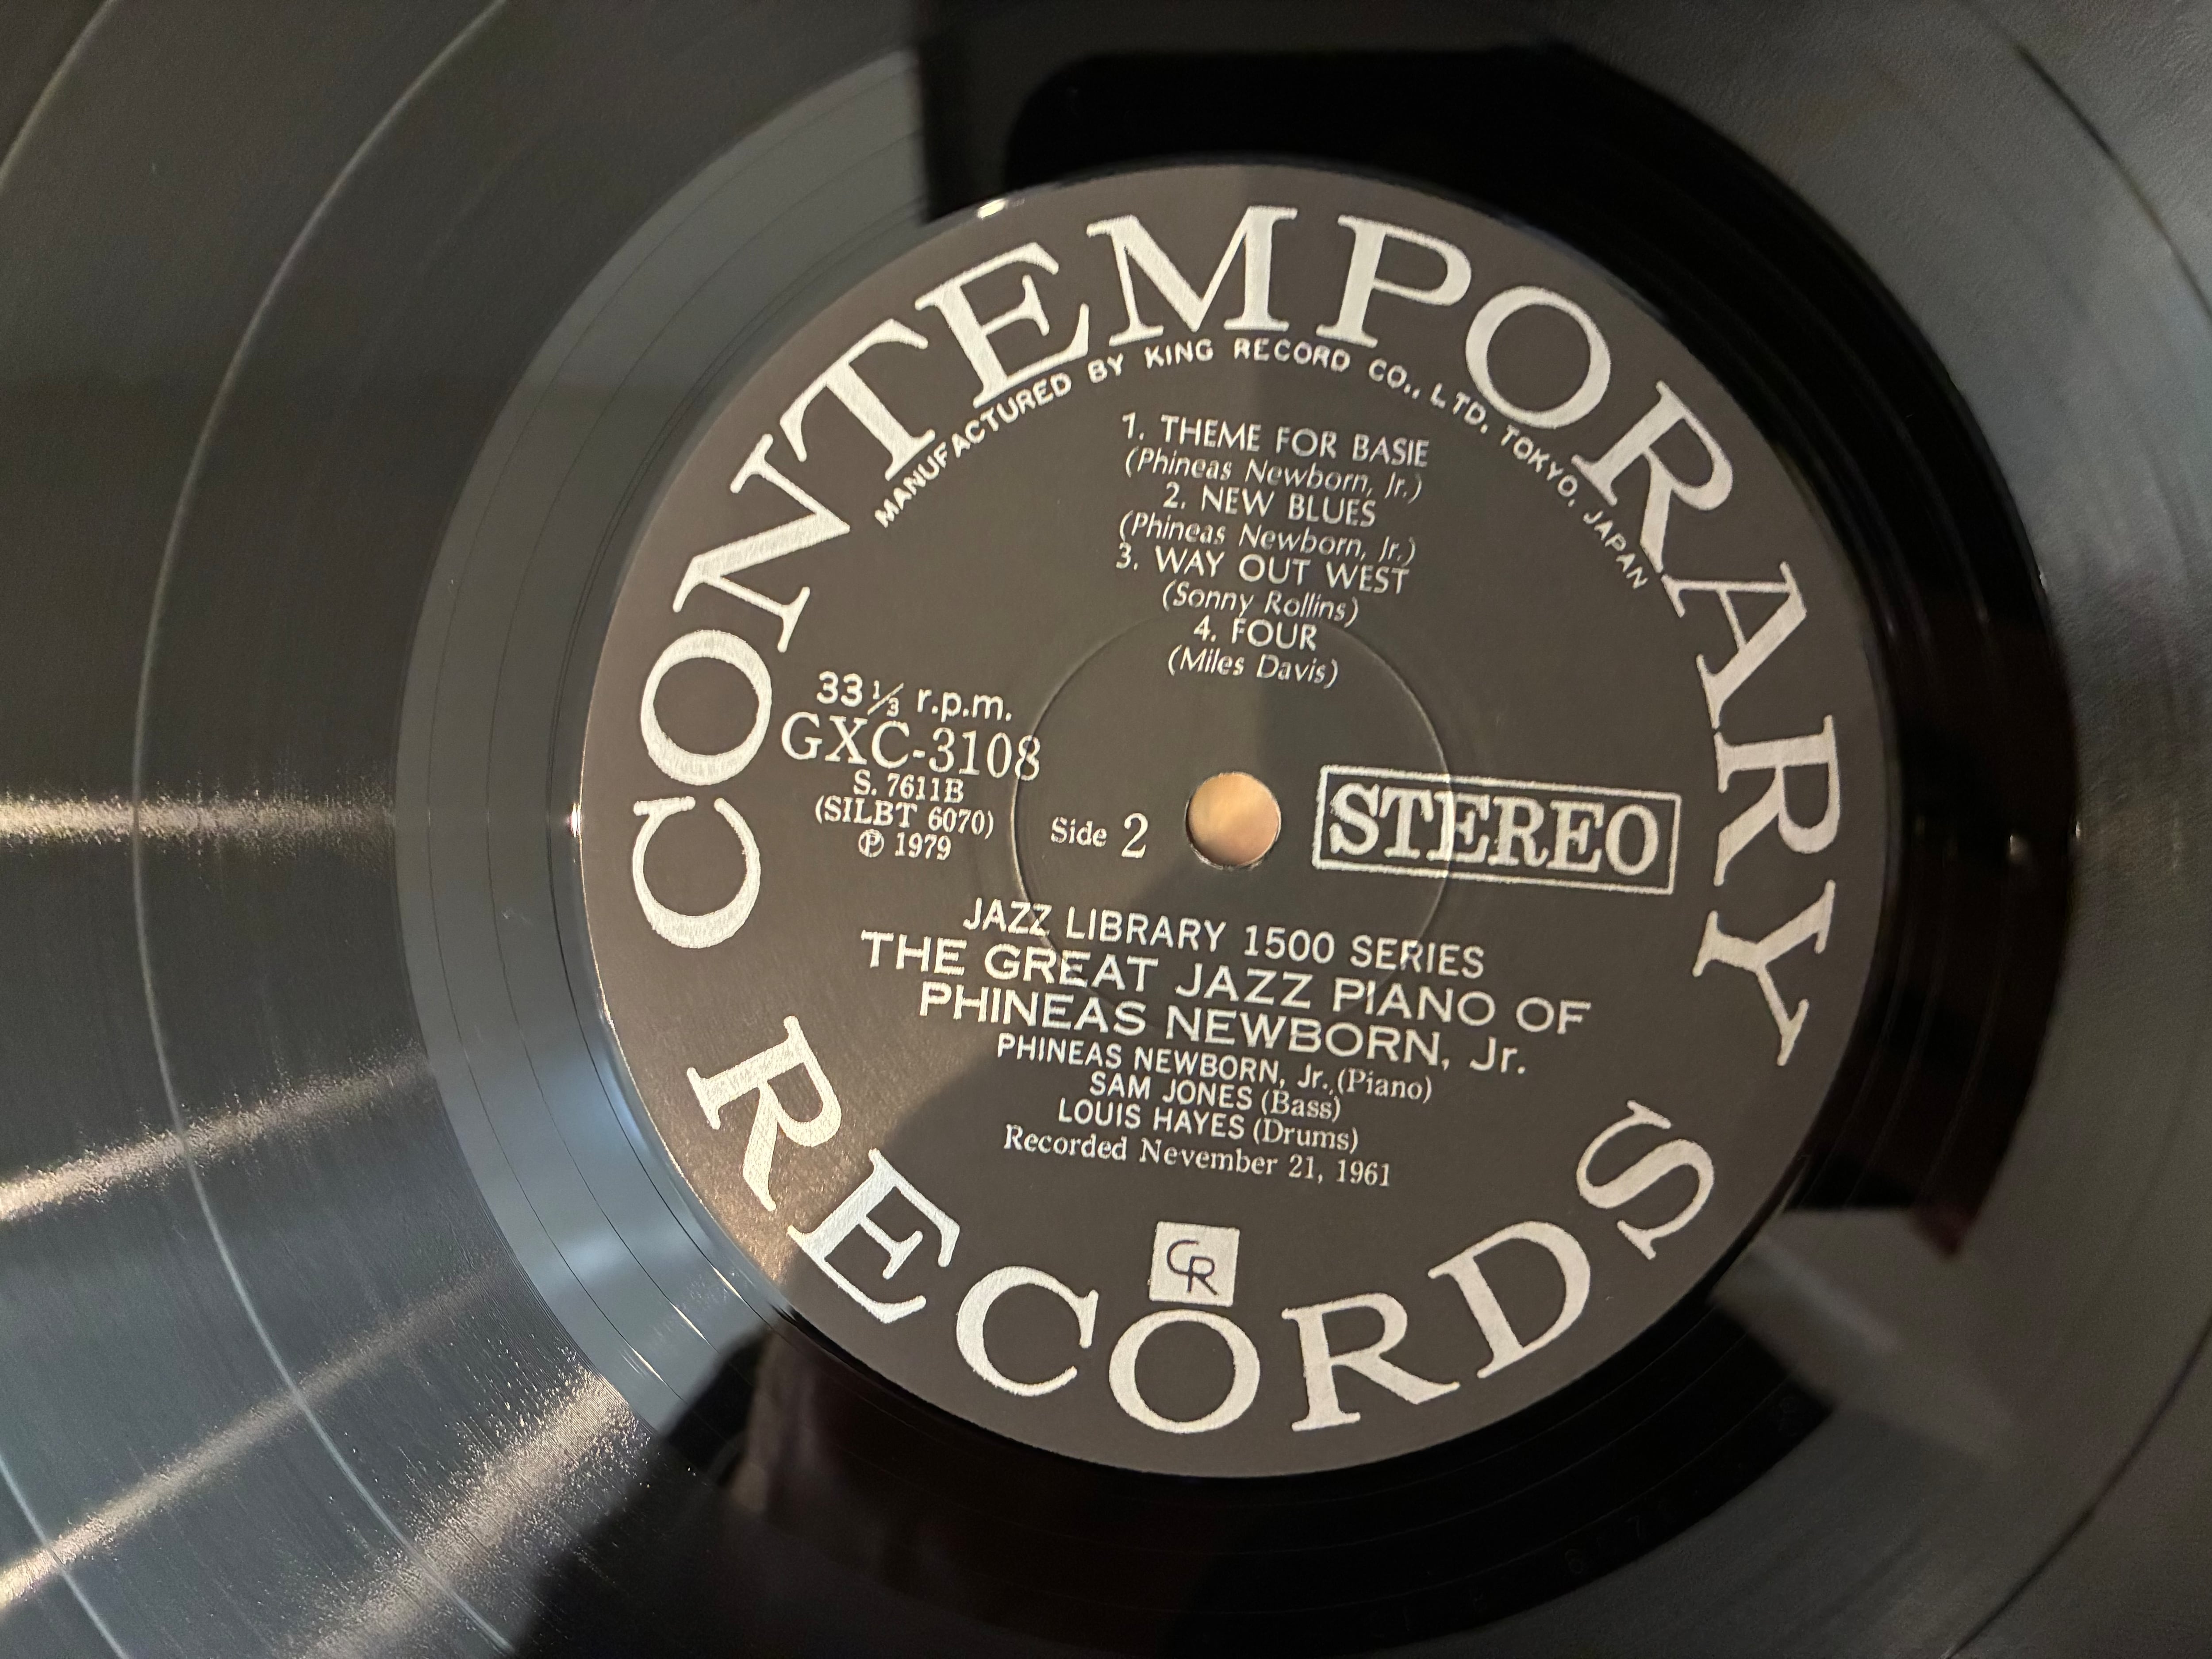 CONTEMPORARY
MANUFACTURED BY KING RECORD CO., LTD. TOKYO. JAPAN
1. THEME FOR BASIE
(Phineas Newborn, Jr.)
2. NEW BLUES
(Phineas Newborn, Jr.)
3. WAY OUT WEST
(Sonny Rollins)
4. FOUR
(Miles Davis)
33 1/3 r.p.m.
GXC-3108
S. 7611B
(SILBT 6070)
Ⓟ 1979
Side 2
STEREO
JAZZ LIBRARY 1500 SERIES
THE GREAT JAZZ PIANO OF
PHINEAS NEWBORN, Jr.
PHINEAS NEWBORN, Jr. (Piano)
SAM JONES (Bass)
LOUIS HAYES (Drums)
Recorded Nevember 21, 1961
CR
RECORDS